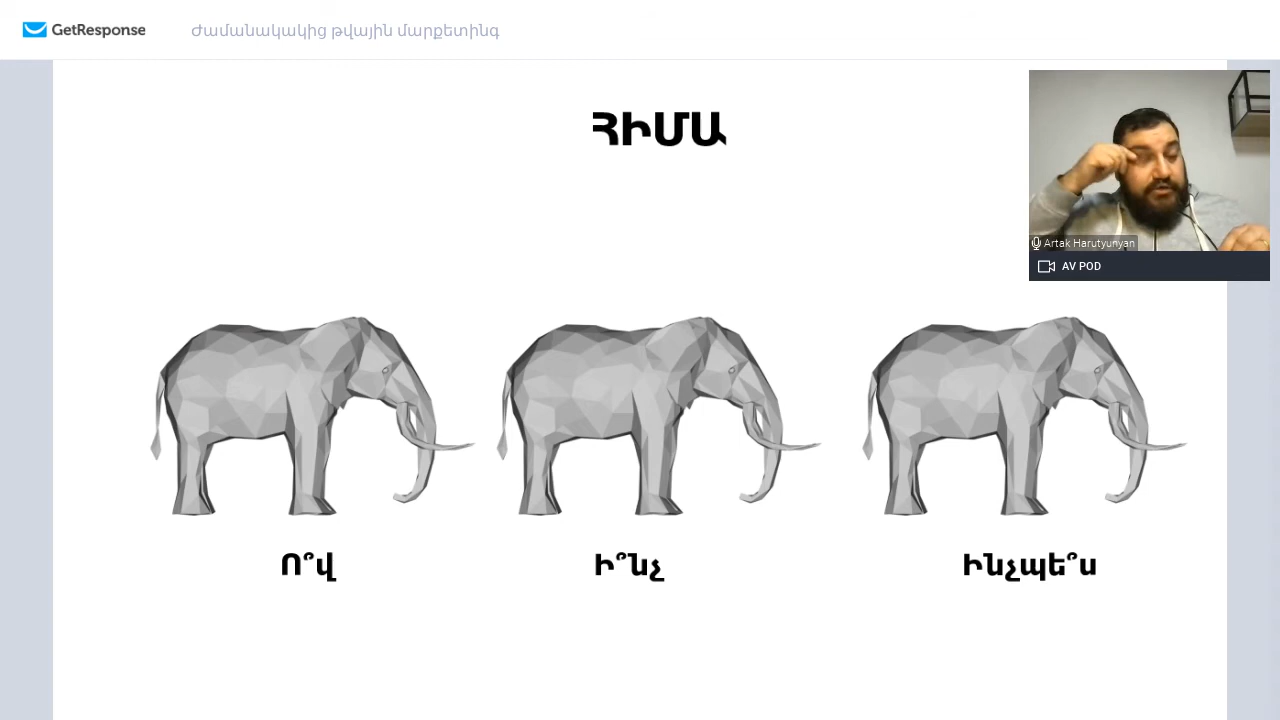 GetResponse
Ժամանակակից թվային մարքետինգ
ՀԻՄԱ
Artak Harutyunyan
AV POD
Ո՞վ
Ի՞նչ
Ինչպե՞ս